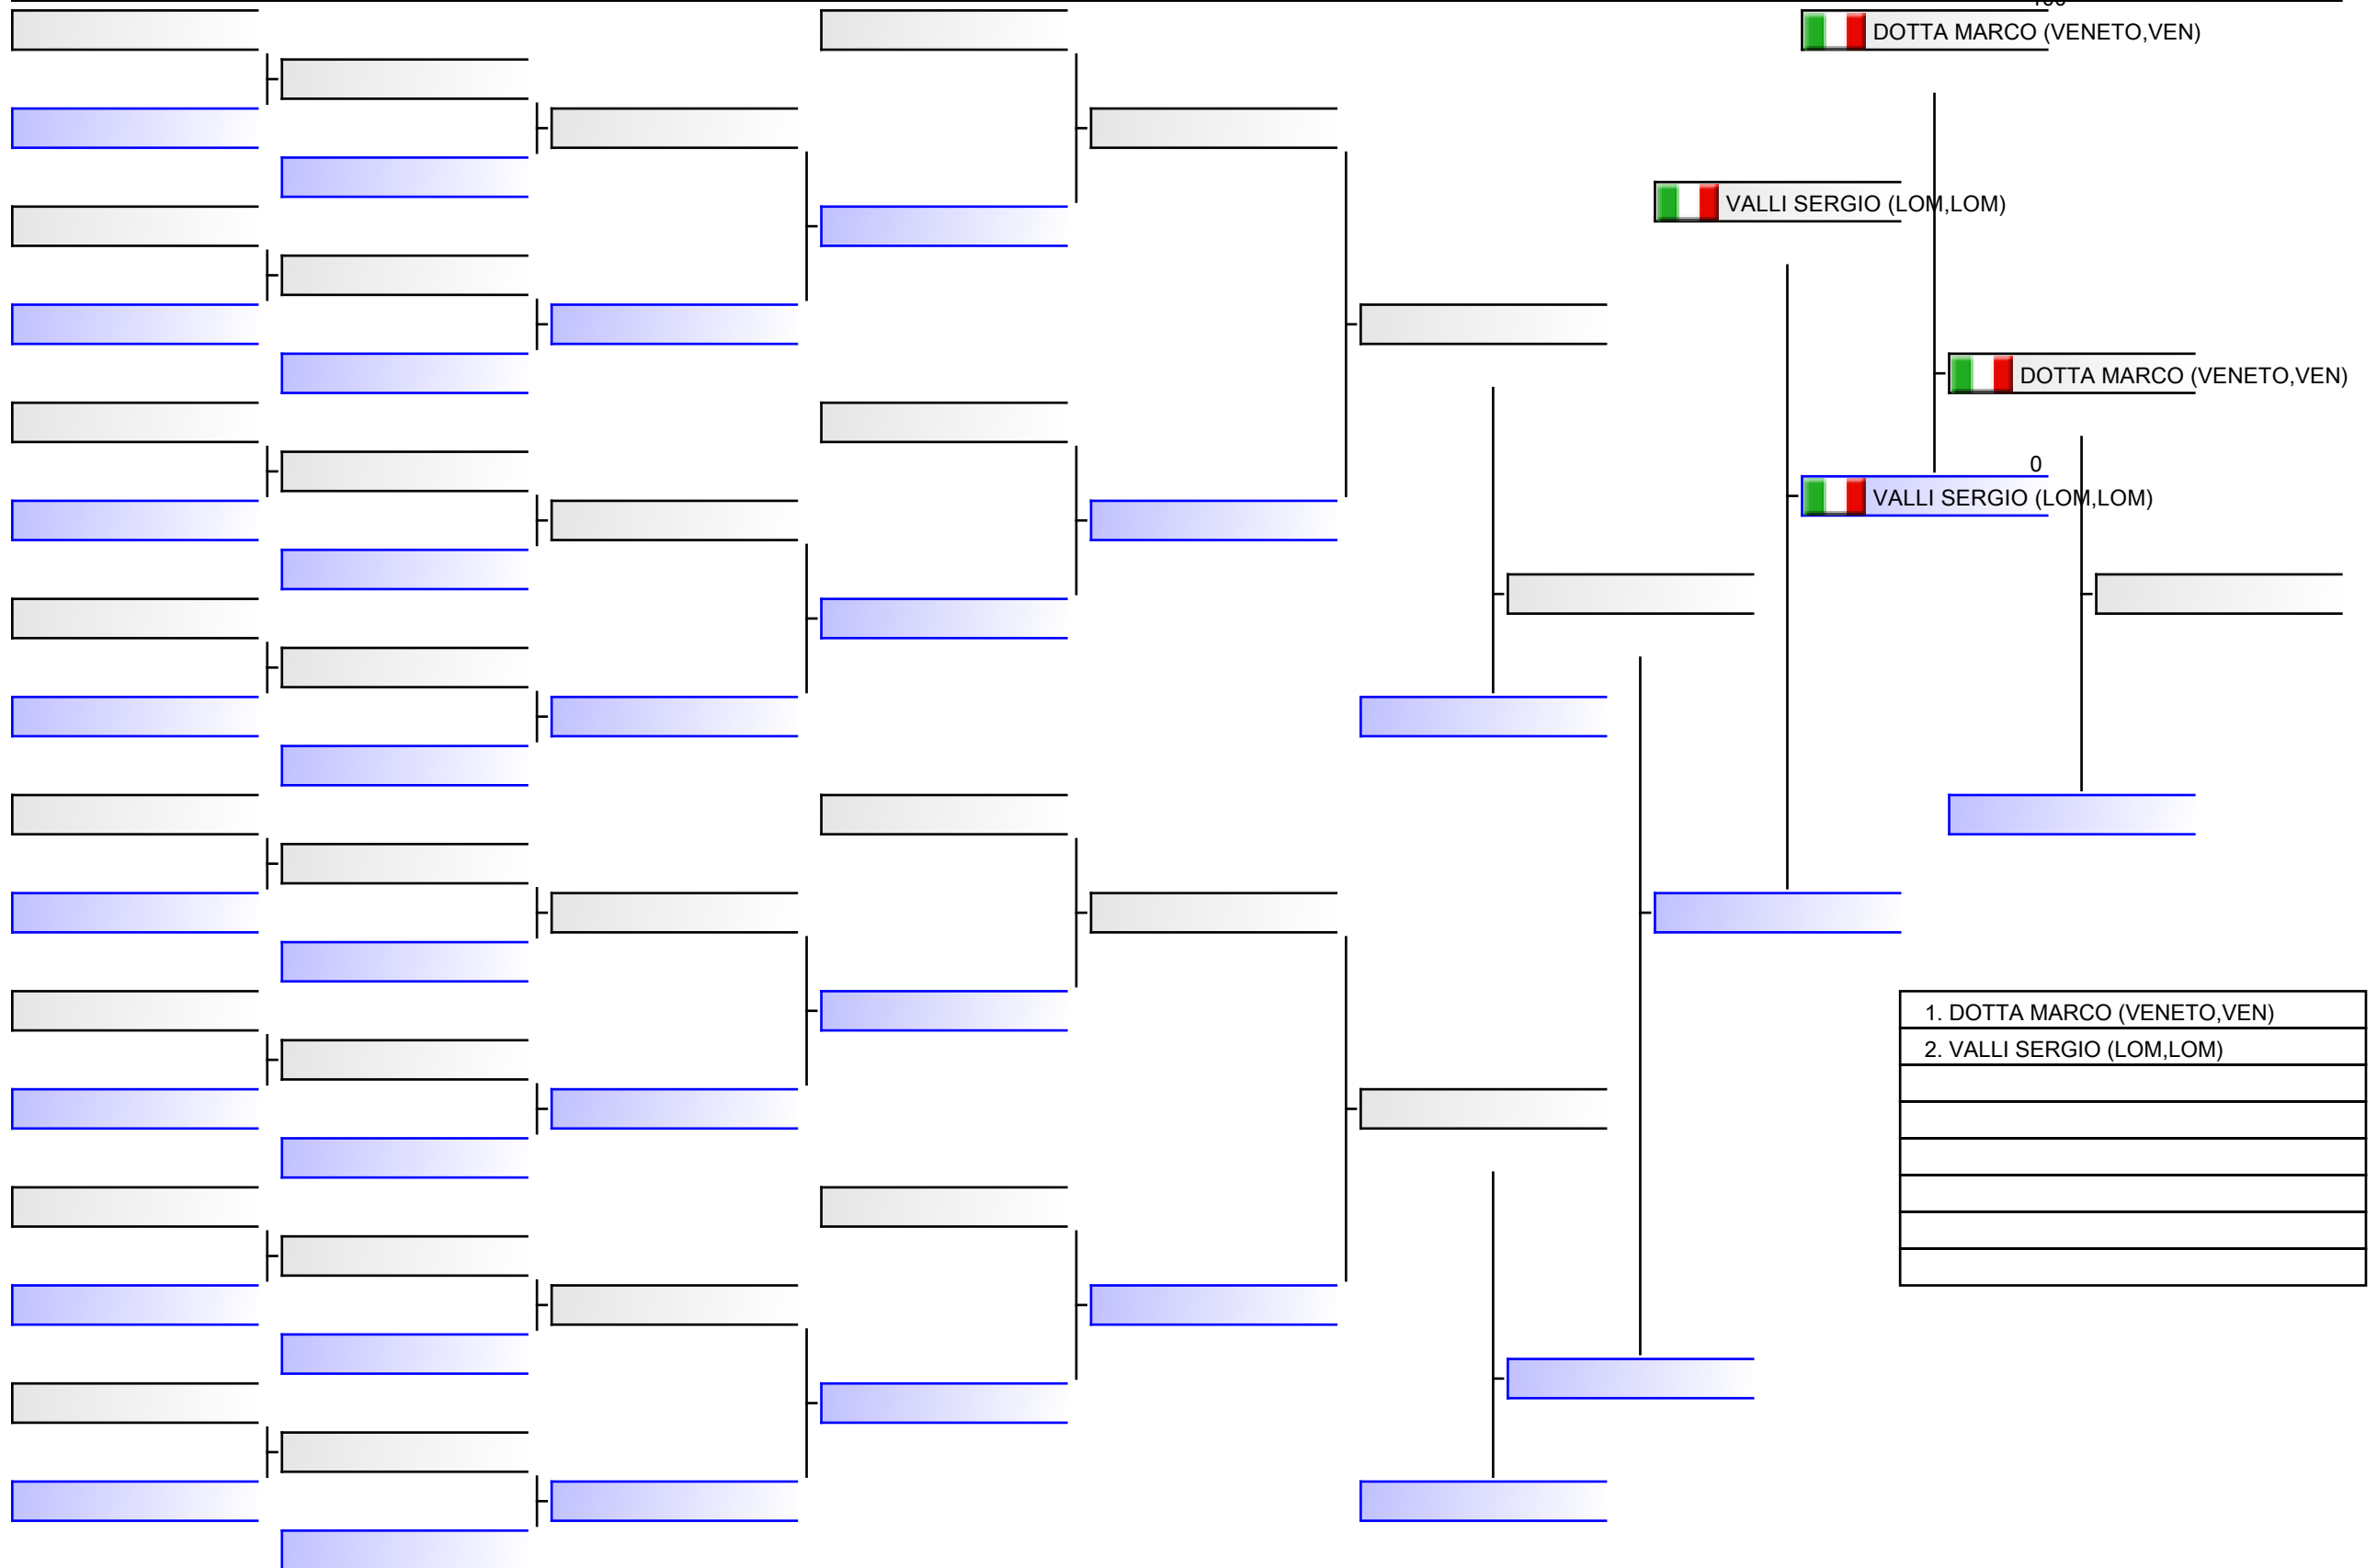 DOTTA MARCO (VENETO,VEN)
VALLI SERGIO (LOM,LOM)
DOTTA MARCO (VENETO,VEN)
0
VALLI SERGIO (LOM,LOM)
1. DOTTA MARCO (VENETO,VEN)
2. VALLI SERGIO (LOM,LOM)